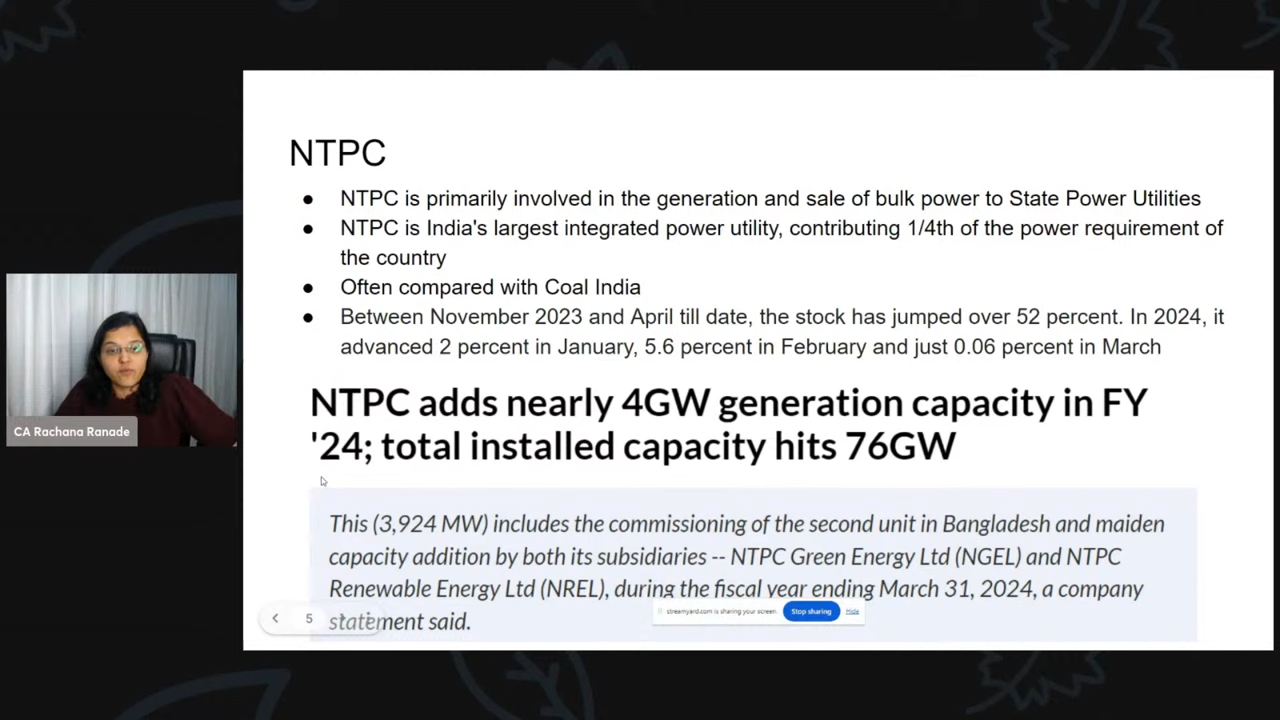 NTPC
● NTPC is primarily involved in the generation and sale of bulk power to State Power Utilities
● NTPC is India's largest integrated power utility, contributing 1/4th of the power requirement of
the country
● Often compared with Coal India
● Between November 2023 and April till date, the stock has jumped over 52 percent. In 2024, it
advanced 2 percent in January, 5.6 percent in February and just 0.06 percent in March
NTPC adds nearly 4GW generation capacity in FY
'24; total installed capacity hits 76GW
This (3,924 MW) includes the commissioning of the second unit in Bangladesh and maiden
capacity addition by both its subsidiaries -- NTPC Green Energy Ltd (NGEL) and NTPC
Renewable Energy Ltd (NREL), during the fiscal year ending March 31, 2024, a company
statement said.
5
streamyard.com is sharing your screen.
Stop sharing
Hide
CA Rachana Ranade